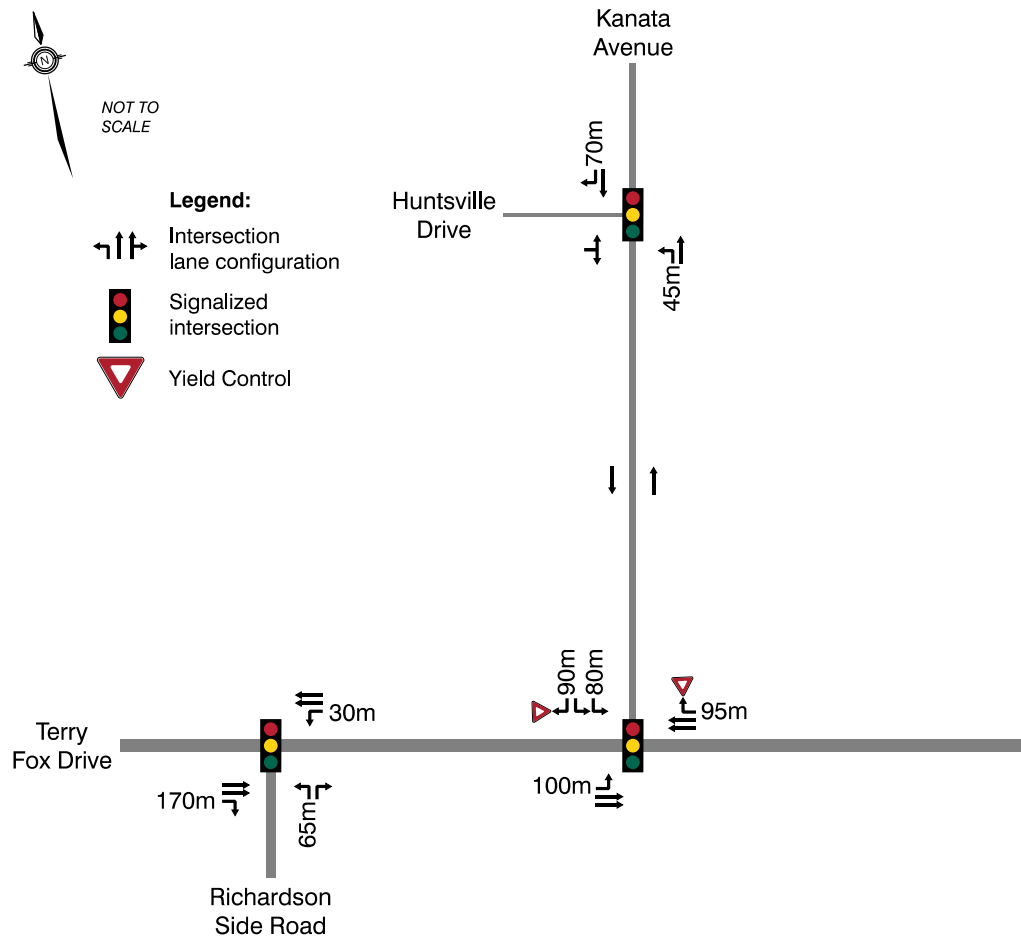 Kanata
Avenue
N
NOT TO
SCALE
70m
Legend:
Huntsville
Drive
Intersection
lane configuration
45m
Signalized
intersection
Yield Control
90m
80m
30m
95m
Terry
Fox Drive
170m
65m
100m
Richardson
Side Road